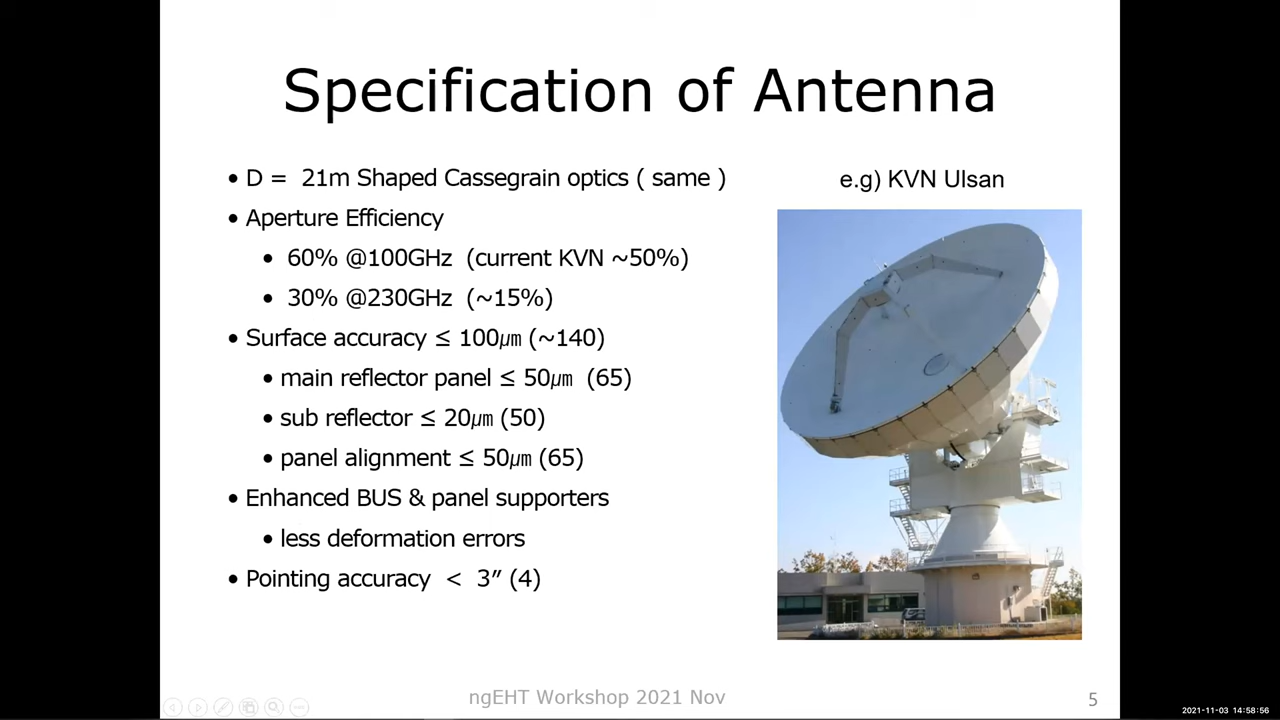 Specification of Antenna
• D = 21m Shaped Cassegrain optics ( same )
• Aperture Efficiency
• 60% @100GHz (current KVN ~50%)
• 30% @230GHz (~15%)
• Surface accuracy ≤ 100㎛ (~140)
• main reflector panel ≤ 50㎛ (65)
• sub reflector ≤ 20㎛ (50)
• panel alignment ≤ 50㎛ (65)
• Enhanced BUS & panel supporters
• less deformation errors
• Pointing accuracy < 3″ (4)
e.g) KVN Ulsan
ngEHT Workshop 2021 Nov
5
2021-11-03 14:58:56